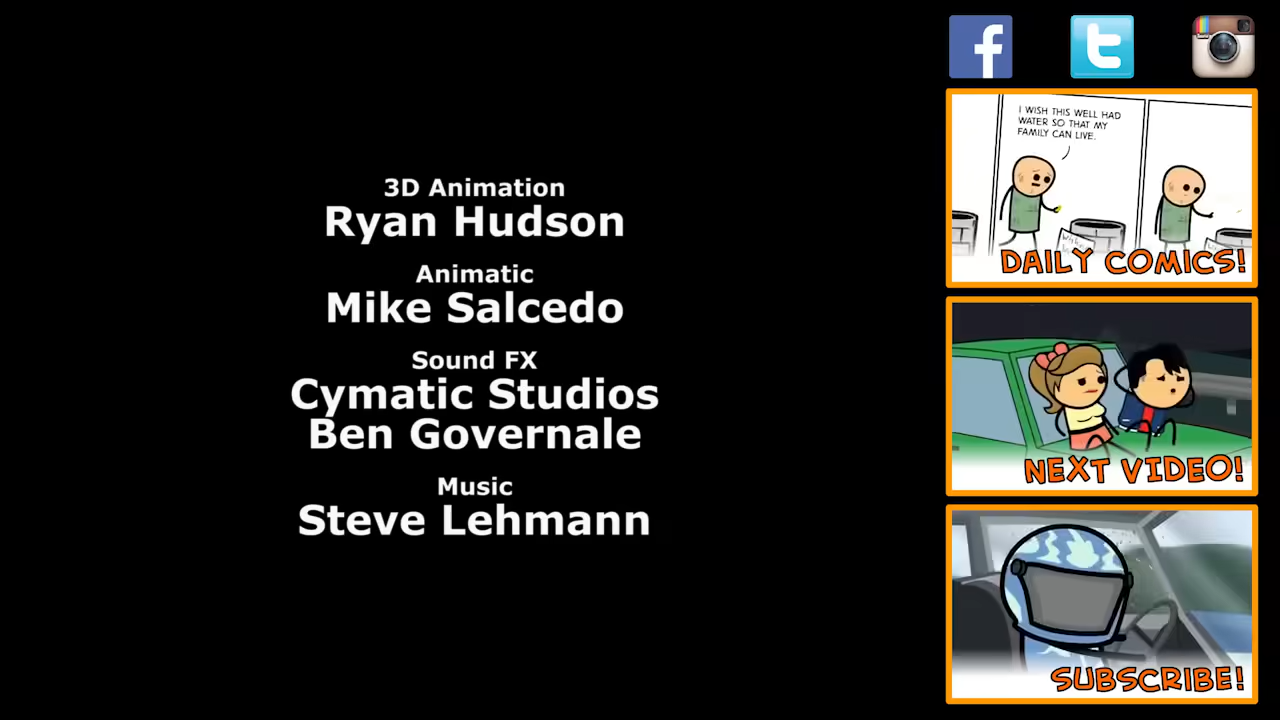 3D Animation
Ryan Hudson
Animatic
Mike Salcedo
Sound FX
Cymatic Studios
Ben Governale
Music
Steve Lehmann
I WISH THIS WELL HAD
WATER SO THAT MY
FAMILY CAN LIVE.
DAILY COMICS!
NEXT VIDEO!
SUBSCRIBE!